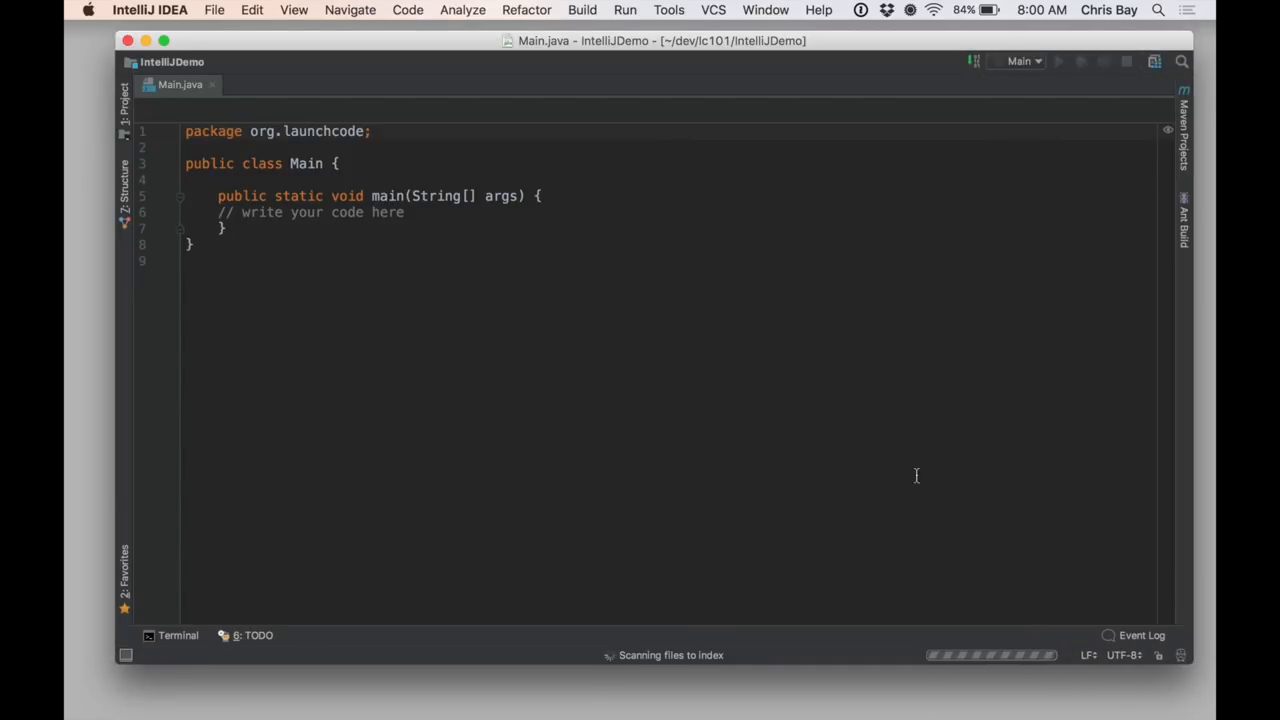 IntelliJ IDEA File Edit View Navigate Code Analyze Refactor Build Run Tools VCS Window Help 84% 8:00 AM Chris Bay
Main.java - IntelliJDemo - [~/dev/lc101/IntelliJDemo]
IntelliJDemo Main
Main.java
1: Project
Z: Structure
2: Favorites
1 package org.launchcode;
2
3 public class Main {
4
5 public static void main(String[] args) {
6 // write your code here
7 }
8 }
9
m Maven Projects
Ant Build
Terminal 6: TODO Event Log
Scanning files to index LF UTF-8